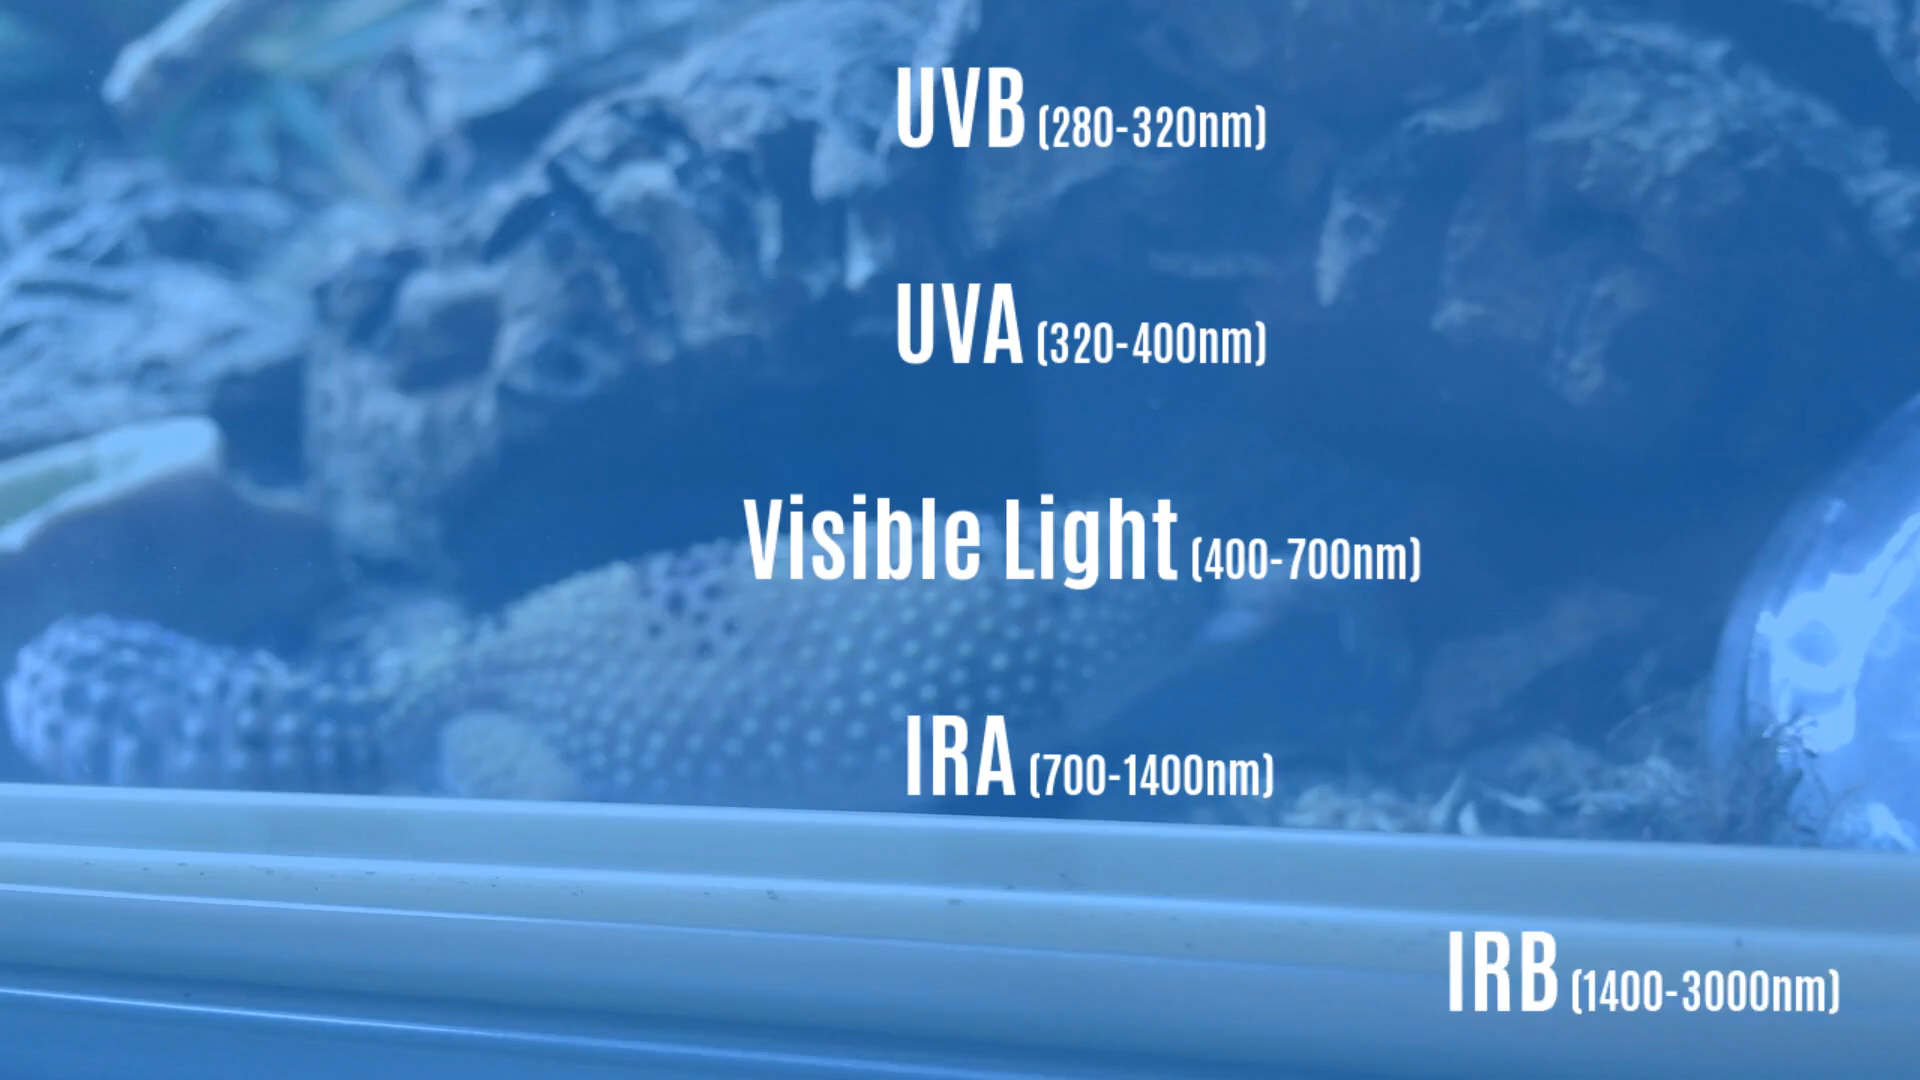 UVB (280-320nm)
UVA (320-400nm)
Visible Light (400-700nm)
IRA (700-1400nm)
IRB (1400-3000nm)